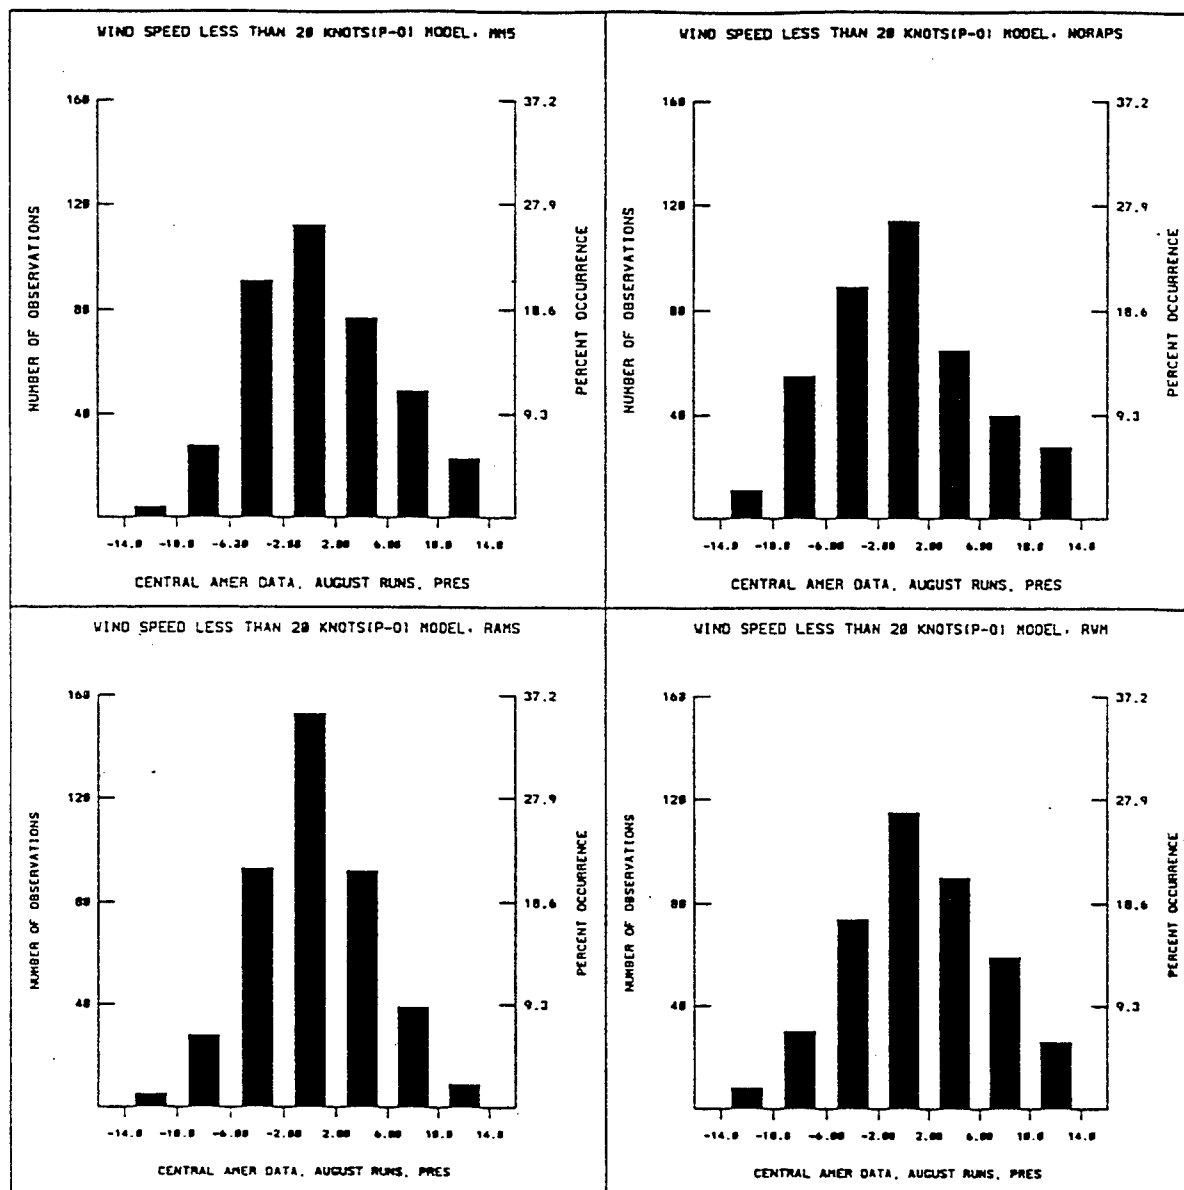 WIND SPEED LESS THAN 20 KNOTS(P-O) MODEL, MM5
160
120
80
40
37.2
27.9
18.6
9.3
NUMBER OF OBSERVATIONS
PERCENT OCCURRENCE
-14.0 -10.0 -6.00 -2.00 2.00 6.00 10.0 14.0
CENTRAL AMER DATA, AUGUST RUNS, PRES
WIND SPEED LESS THAN 20 KNOTS(P-O) MODEL, NORAPS
160
120
80
40
37.2
27.9
18.6
9.3
NUMBER OF OBSERVATIONS
PERCENT OCCURRENCE
-14.0 -10.0 -6.00 -2.00 2.00 6.00 10.0 14.0
CENTRAL AMER DATA, AUGUST RUNS, PRES
WIND SPEED LESS THAN 20 KNOTS(P-O) MODEL, RAMS
160
120
80
40
37.2
27.9
18.6
9.3
NUMBER OF OBSERVATIONS
PERCENT OCCURRENCE
-14.0 -10.0 -6.00 -2.00 2.00 6.00 10.0 14.0
CENTRAL AMER DATA, AUGUST RUNS, PRES
WIND SPEED LESS THAN 20 KNOTS(P-O) MODEL, RWM
160
120
80
40
37.2
27.9
18.6
9.3
NUMBER OF OBSERVATIONS
PERCENT OCCURRENCE
-14.0 -10.0 -6.00 -2.00 2.00 6.00 10.0 14.0
CENTRAL AMER DATA, AUGUST RUNS, PRES